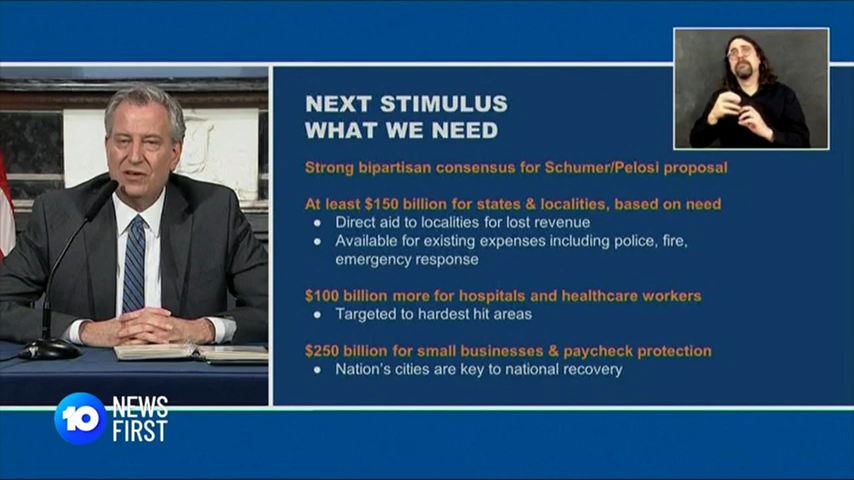 NEXT STIMULUS
WHAT WE NEED
Strong bipartisan consensus for Schumer/Pelosi proposal
At least $150 billion for states & localities, based on need
● Direct aid to localities for lost revenue
● Available for existing expenses including police, fire,
emergency response
$100 billion more for hospitals and healthcare workers
● Targeted to hardest hit areas
$250 billion for small businesses & paycheck protection
● Nation's cities are key to national recovery
10 NEWS
FIRST